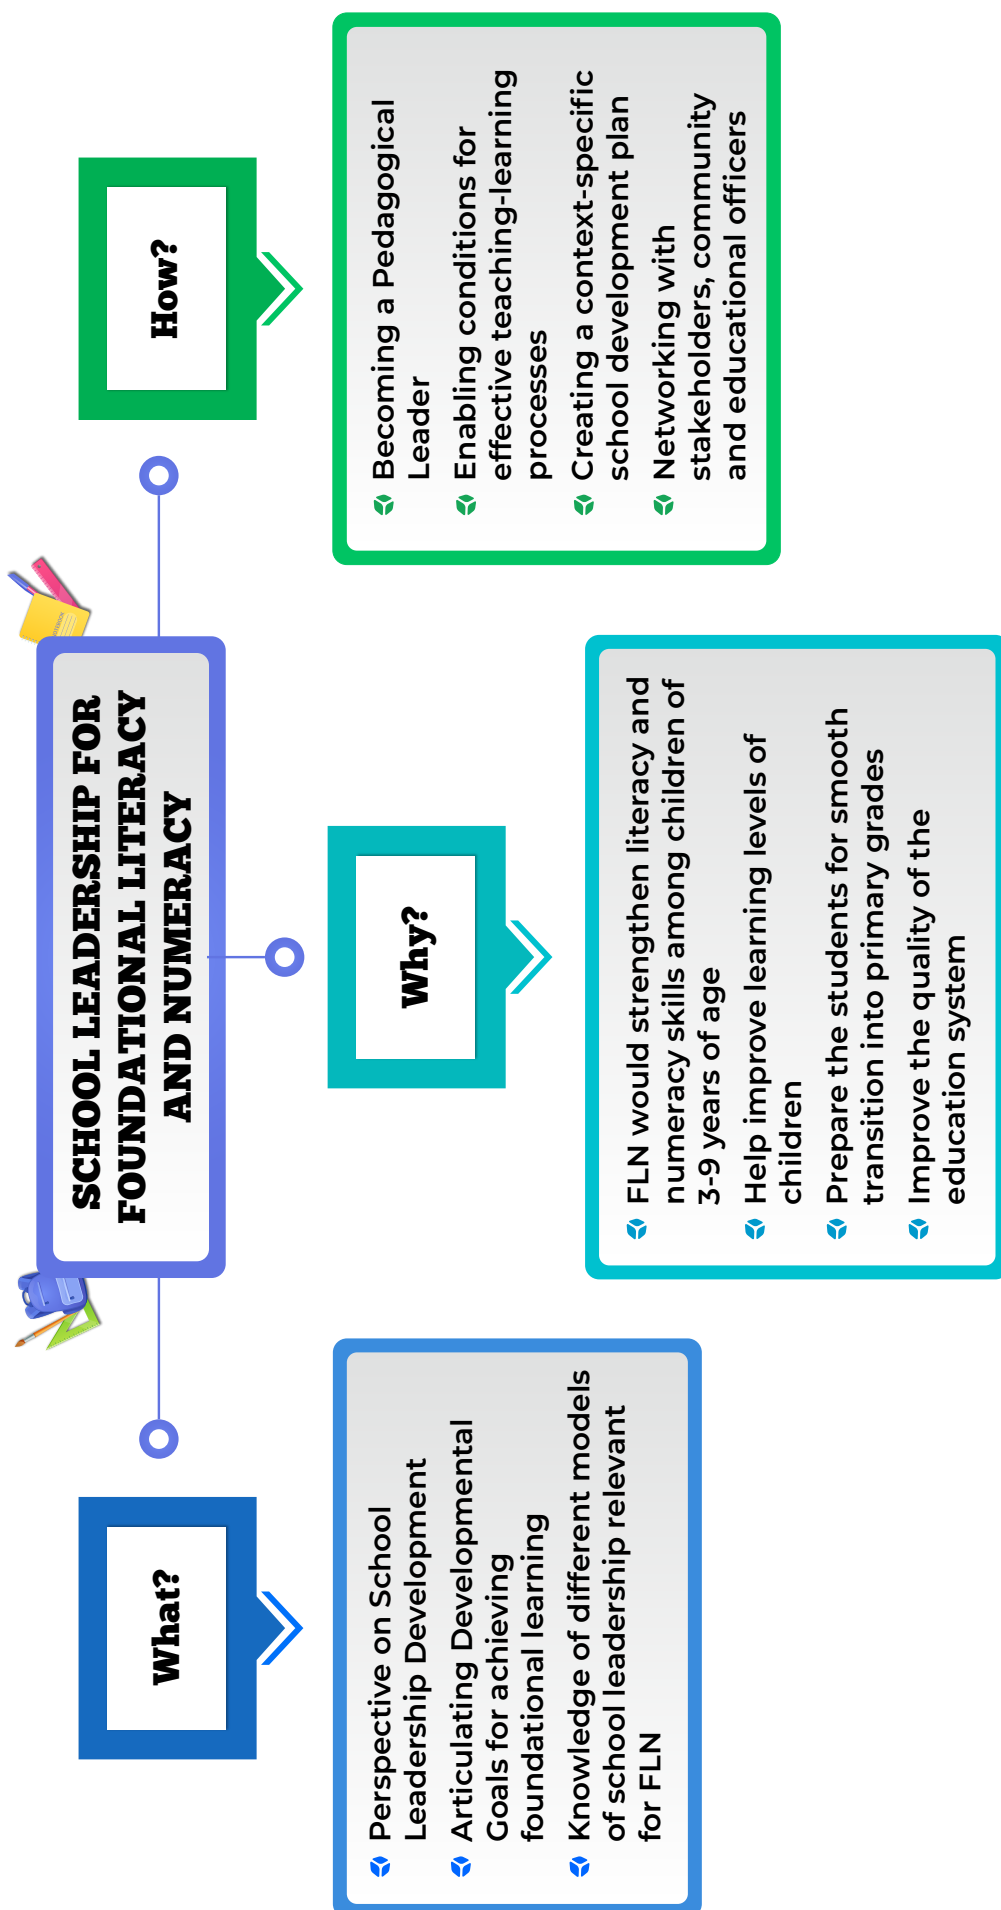 SCHOOL LEADERSHIP FOR
FOUNDATIONAL LITERACY
AND NUMERACY
What?
Perspective on School
Leadership Development
Articulating Developmental
Goals for achieving
foundational learning
Knowledge of different models
of school leadership relevant
for FLN
Why?
FLN would strengthen literacy and
numeracy skills among children of
3-9 years of age
Help improve learning levels of
children
Prepare the students for smooth
transition into primary grades
Improve the quality of the
education system
How?
Becoming a Pedagogical
Leader
Enabling conditions for
effective teaching-learning
processes
Creating a context-specific
school development plan
Networking with
stakeholders, community
and educational officers